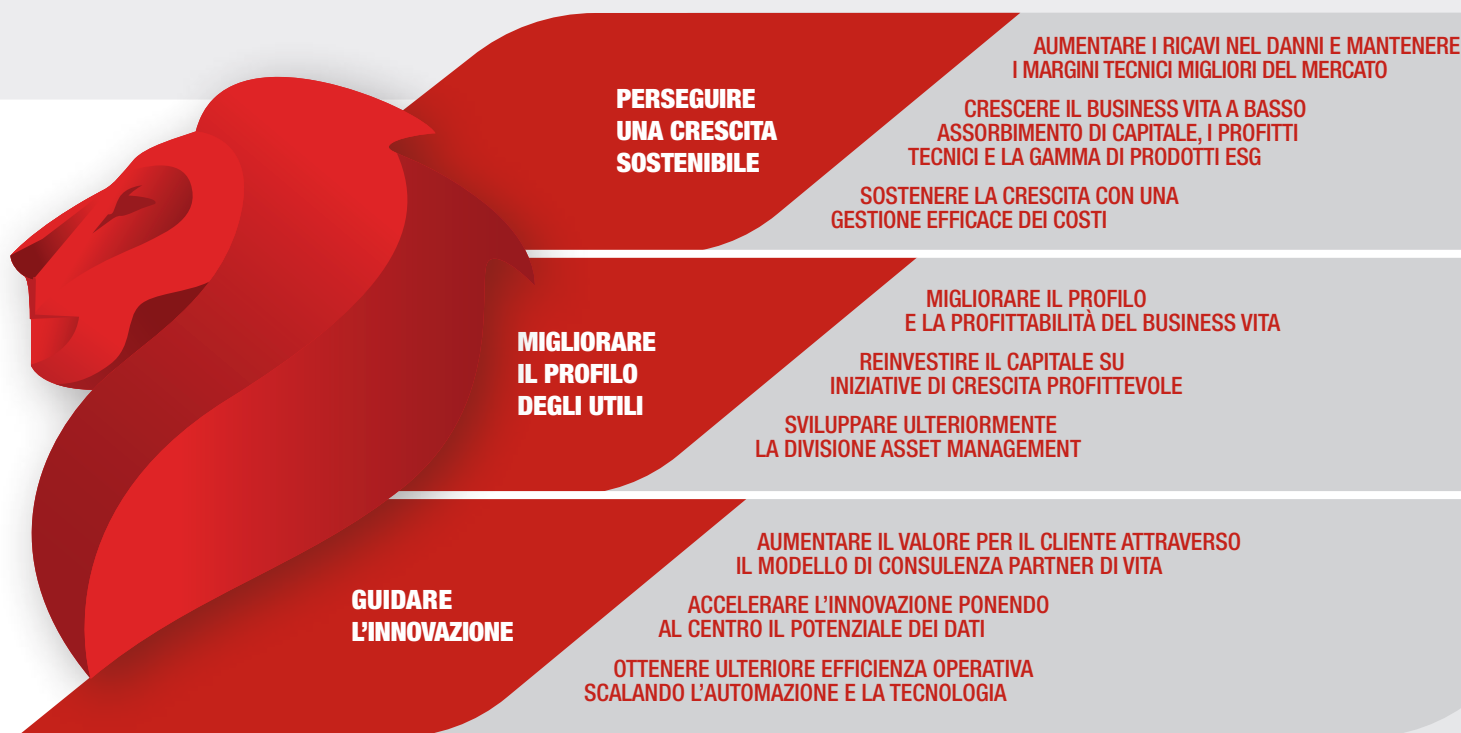 PERSEGUIRE
UNA CRESCITA
SOSTENIBILE
AUMENTARE I RICAVI NEL DANNI E MANTENERE
I MARGINI TECNICI MIGLIORI DEL MERCATO
CRESCERE IL BUSINESS VITA A BASSO
ASSORBIMENTO DI CAPITALE, I PROFITTI
TECNICI E LA GAMMA DI PRODOTTI ESG
SOSTENERE LA CRESCITA CON UNA
GESTIONE EFFICACE DEI COSTI
MIGLIORARE
IL PROFILO
DEGLI UTILI
MIGLIORARE IL PROFILO
E LA PROFITTABILITÀ DEL BUSINESS VITA
REINVESTIRE IL CAPITALE SU
INIZIATIVE DI CRESCITA PROFITTEVOLE
SVILUPPARE ULTERIORMENTE
LA DIVISIONE ASSET MANAGEMENT
GUIDARE
L’INNOVAZIONE
AUMENTARE IL VALORE PER IL CLIENTE ATTRAVERSO
IL MODELLO DI CONSULENZA PARTNER DI VITA
ACCELERARE L’INNOVAZIONE PONENDO
AL CENTRO IL POTENZIALE DEI DATI
OTTENERE ULTERIORE EFFICIENZA OPERATIVA
SCALANDO L’AUTOMAZIONE E LA TECNOLOGIA